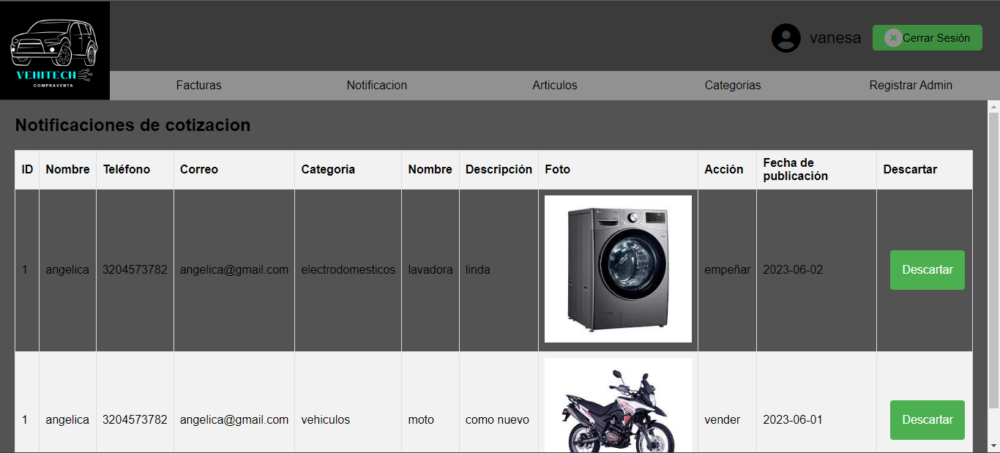 vanesa
Cerrar Sesión
VEHITECH
COMPRAVENTA
Facturas Notificacion Articulos Categorias Registrar Admin
Notificaciones de cotizacion
ID Nombre Teléfono Correo Categoría Nombre Descripción Foto Acción Fecha de
publicación Descartar
1 angelica 3204573782 angelica@gmail.com electrodomesticos lavadora linda empeñar 2023-06-02 Descartar
1 angelica 3204573782 angelica@gmail.com vehiculos moto como nuevo vender 2023-06-01 Descartar